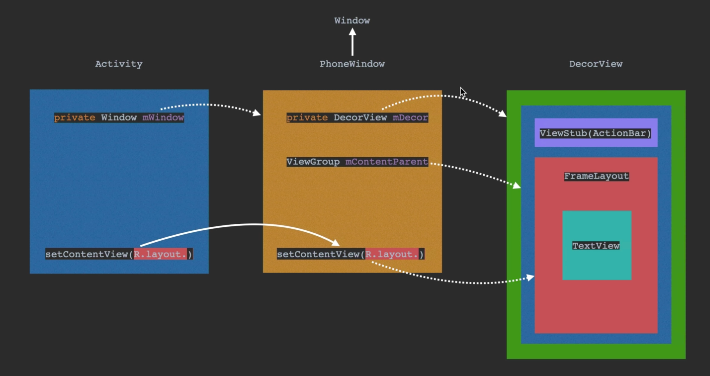 Window
Activity
PhoneWindow
DecorView
private Window mWindow
private DecorView mDecor
ViewGroup mContentParent
setContentView(R.layout.)
setContentView(R.layout.)
ViewStub(ActionBar)
FrameLayout
TextView